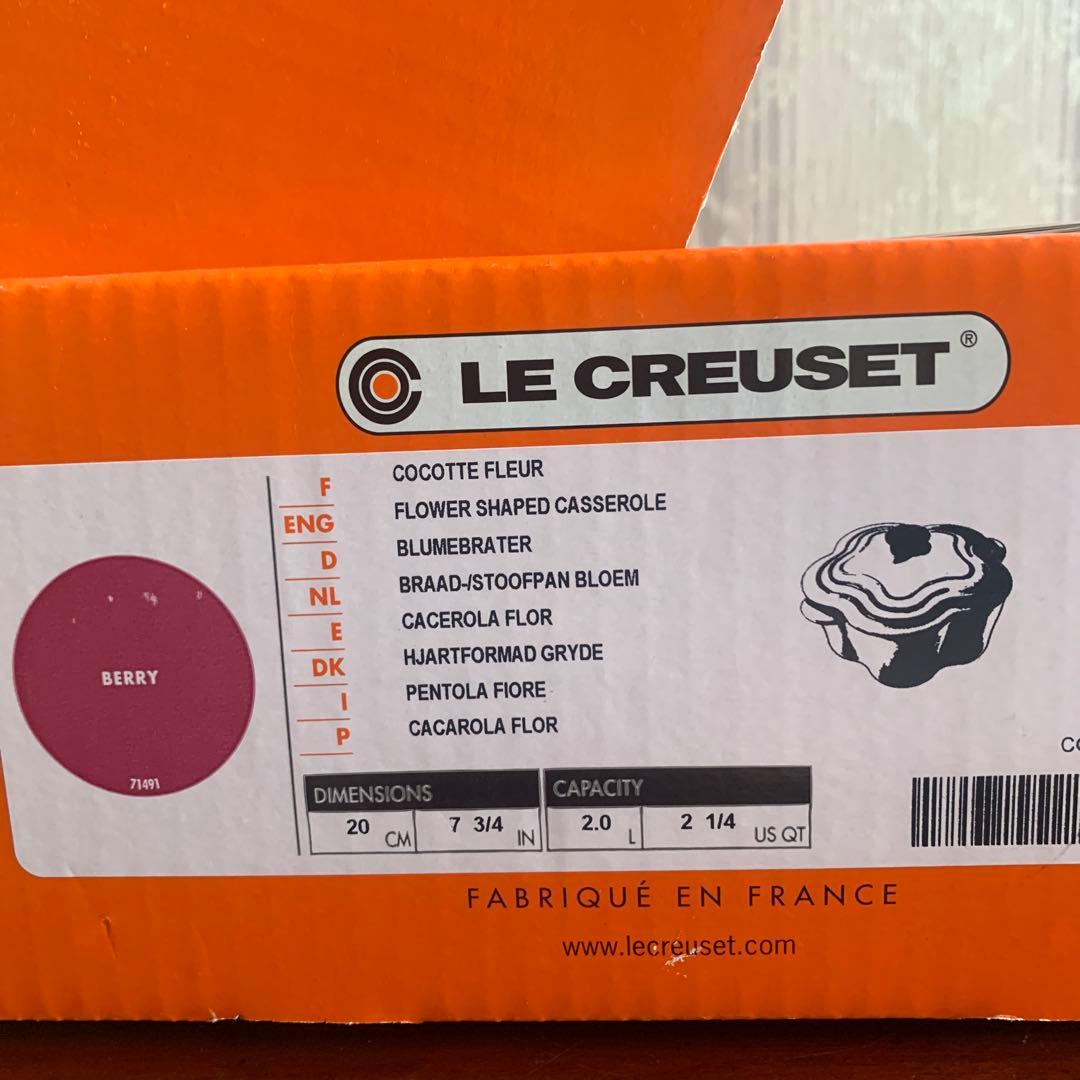 LE CREUSET ®
F COCOTTE FLEUR
ENG FLOWER SHAPED CASSEROLE
D BLUMEBRATER
NL BRAAD-/STOOFPAN BLOEM
E CACEROLA FLOR
DK HJARTFORMAD GRYDE
I PENTOLA FIORE
P CACAROLA FLOR
BERRY
71491
DIMENSIONS CAPACITY
20 CM 7 3/4 IN 2.0 L 2 1/4 US QT
FABRIQUÉ EN FRANCE
www.lecreuset.com